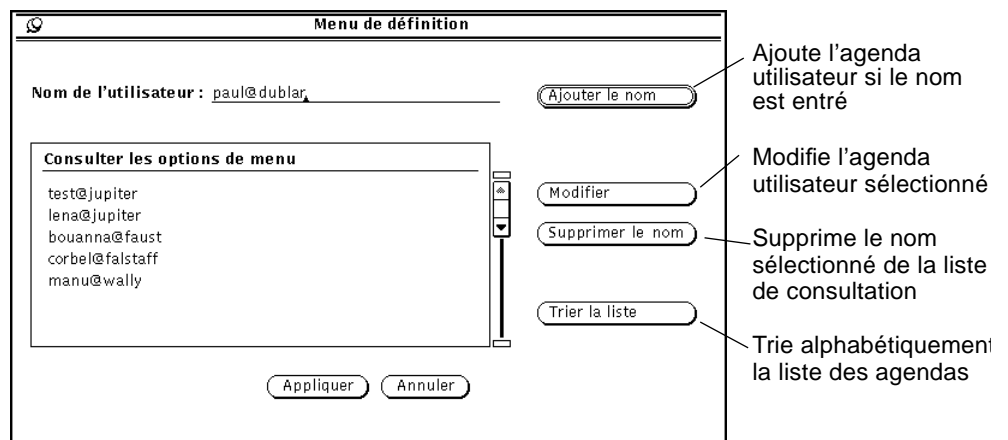 Menu de définition
Nom de l'utilisateur : paul@dublar
Ajouter le nom
Ajoute l'agenda
utilisateur si le nom
est entré
Consulter les options de menu
test@jupiter
lena@jupiter
bouanna@faust
corbel@falstaff
manu@wally
Modifier
Modifie l'agenda
utilisateur sélectionné
Supprimer le nom
Supprime le nom
sélectionné de la liste
de consultation
Trier la liste
Trie alphabétiquement
la liste des agendas
Appliquer
Annuler